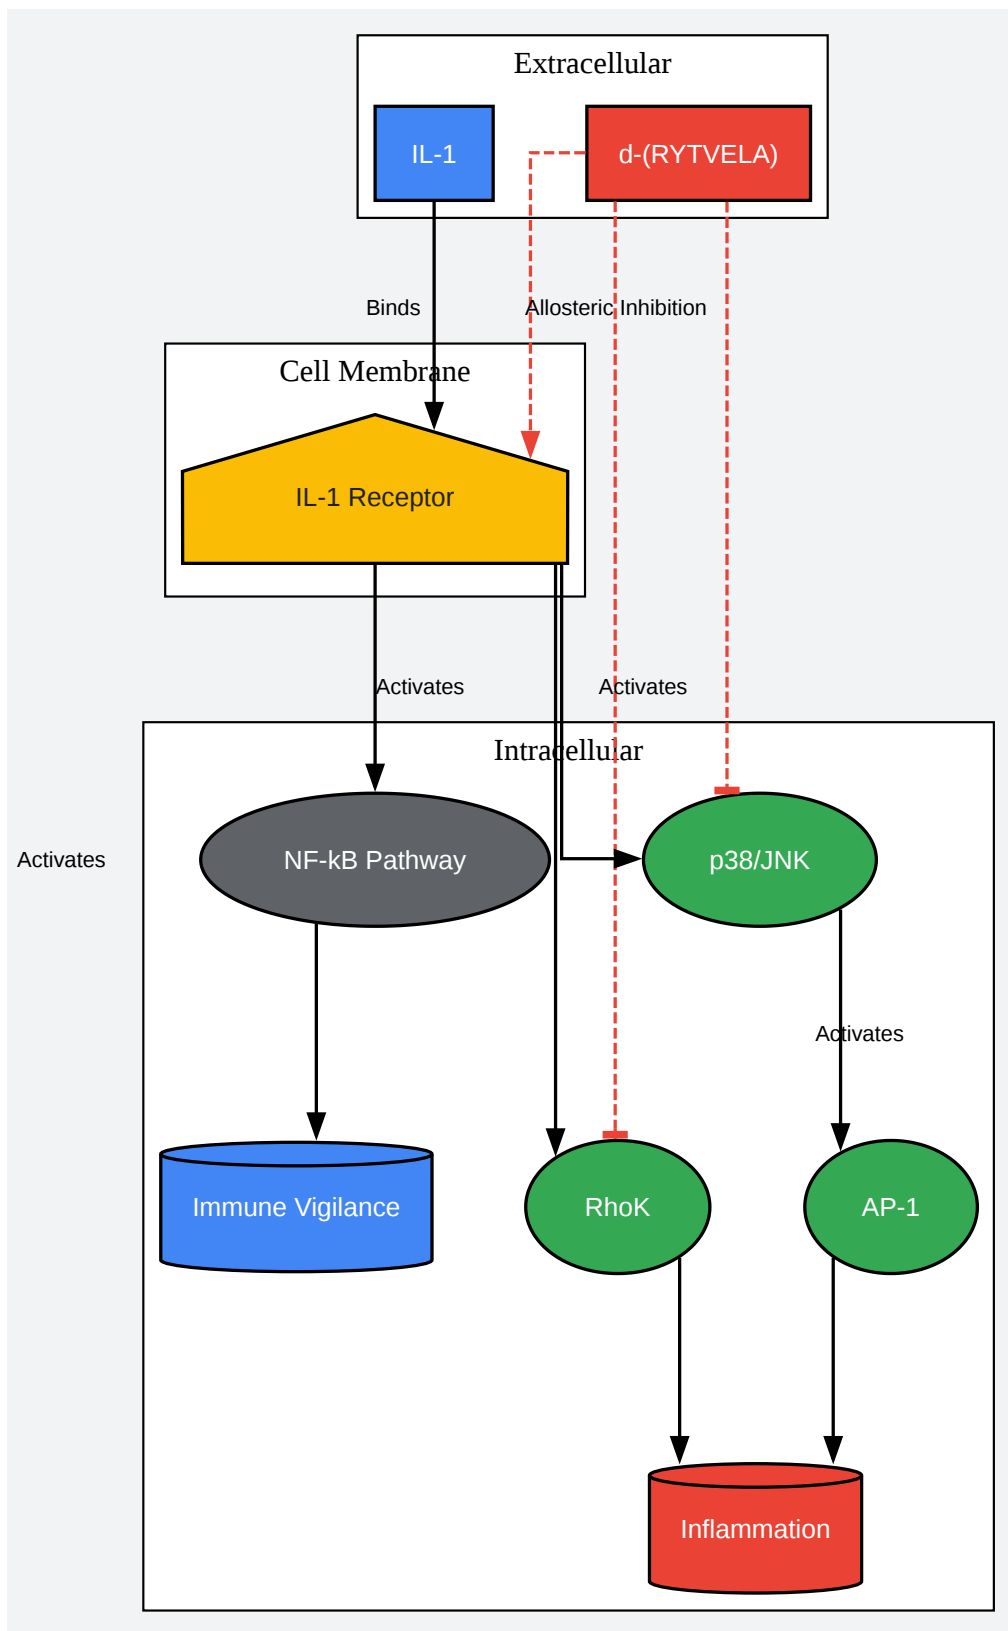 Extracellular
IL-1
d-(RYTVELA)
Binds
Allosteric Inhibition
Cell Membrane
IL-1 Receptor
Activates
Activates
Intracellular
Activates
NF-kB Pathway
p38/JNK
Activates
Immune Vigilance
RhoK
AP-1
Inflammation